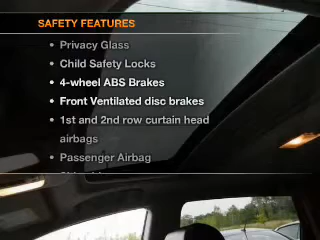 SAFETY FEATURES
• Privacy Glass
• Child Safety Locks
• 4-wheel ABS Brakes
• Front Ventilated disc brakes
• 1st and 2nd row curtain head
airbags
• Passenger Airbag